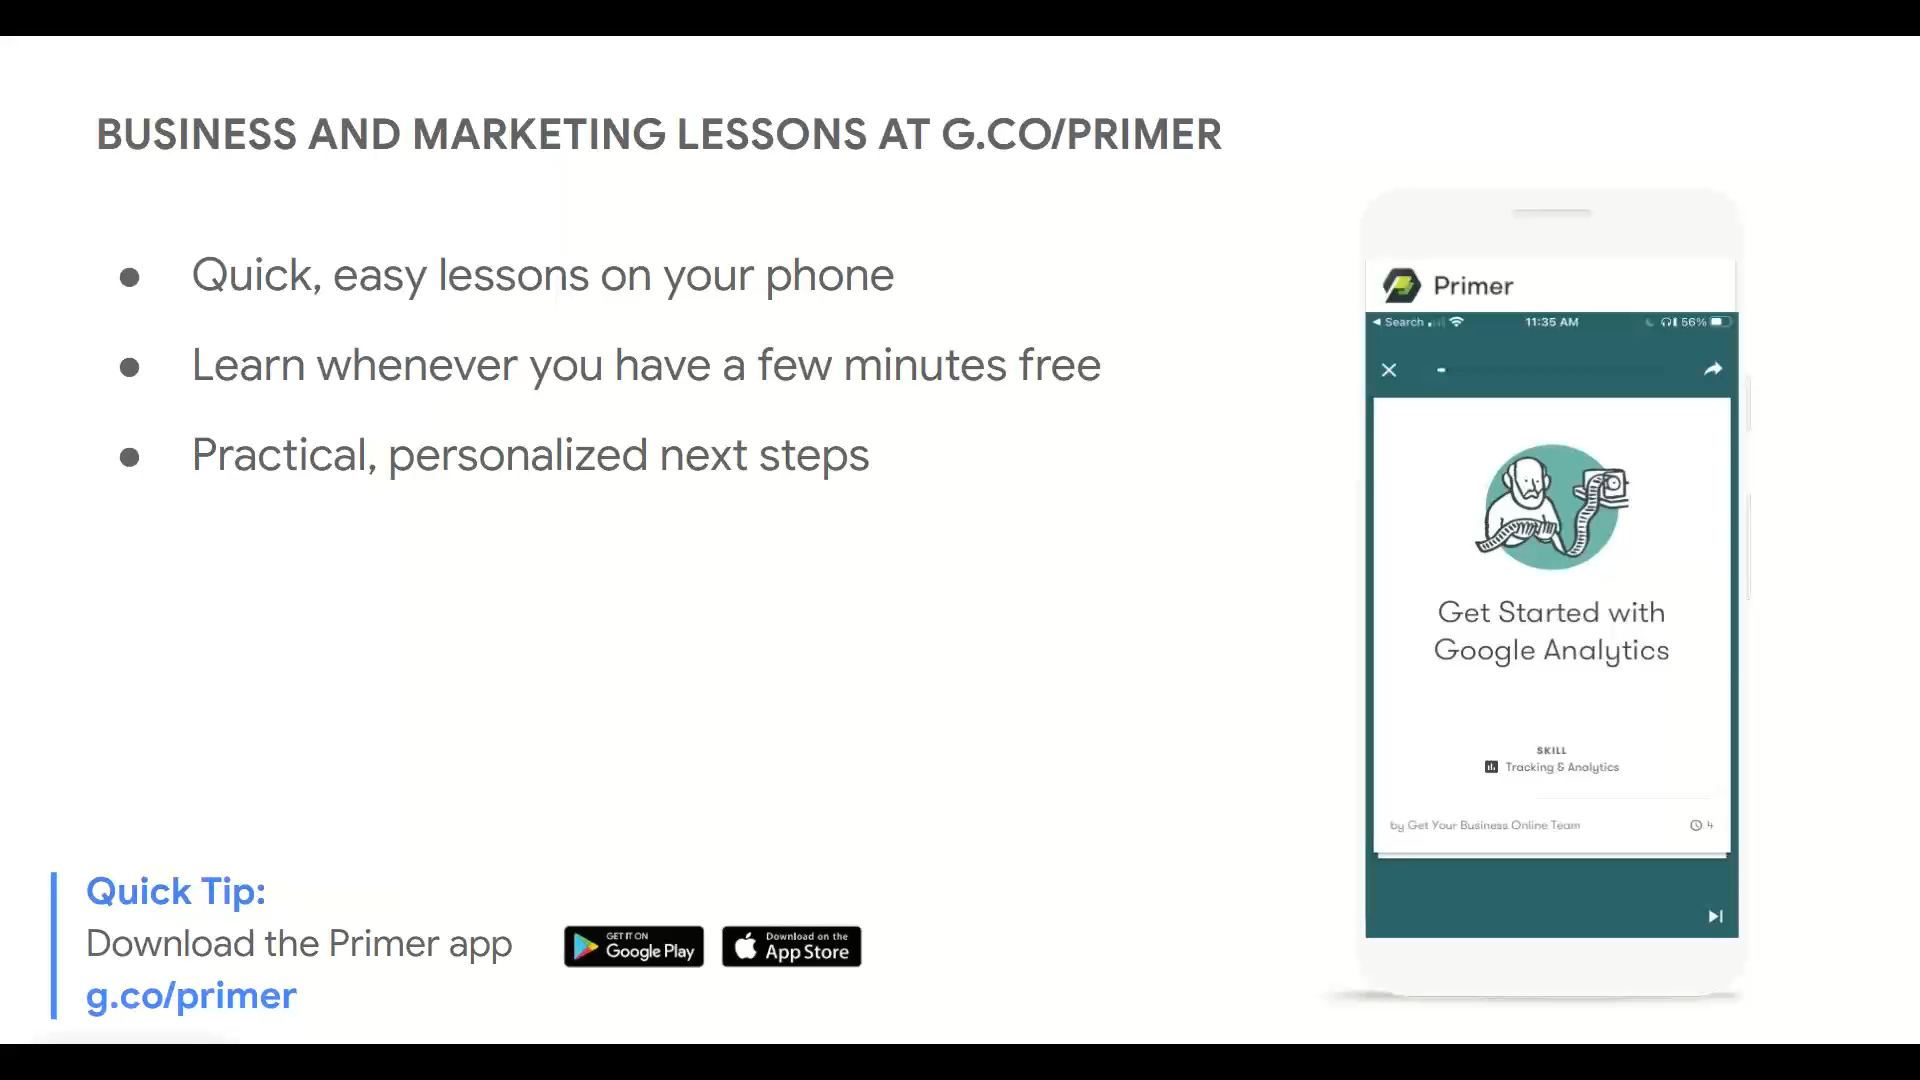 BUSINESS AND MARKETING LESSONS AT G.CO/PRIMER
● Quick, easy lessons on your phone
● Learn whenever you have a few minutes free
● Practical, personalized next steps
Primer
Search 11:35 AM 56%
Get Started with
Google Analytics
SKILL
Tracking & Analytics
by Get Your Business Online Team 4
Quick Tip:
Download the Primer app
GET IT ON
Google Play
Download on the
App Store
g.co/primer